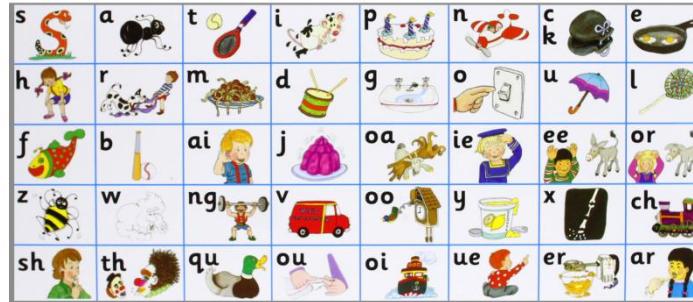 s a t i p n c k e
h r m d g o u l
f b ai j oa ie ee or
z w ng v oo y x ch
sh th qu ou oi ue er ar